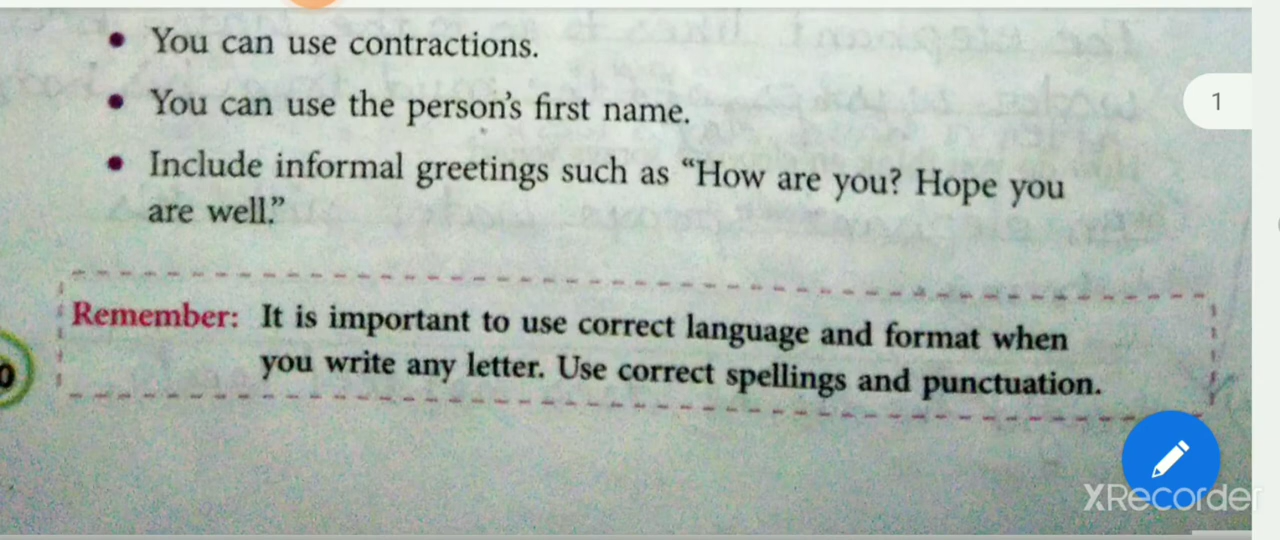 • You can use contractions.
• You can use the person's first name.
• Include informal greetings such as “How are you? Hope you
are well.”
Remember: It is important to use correct language and format when
you write any letter. Use correct spellings and punctuation.
1
XRecorder